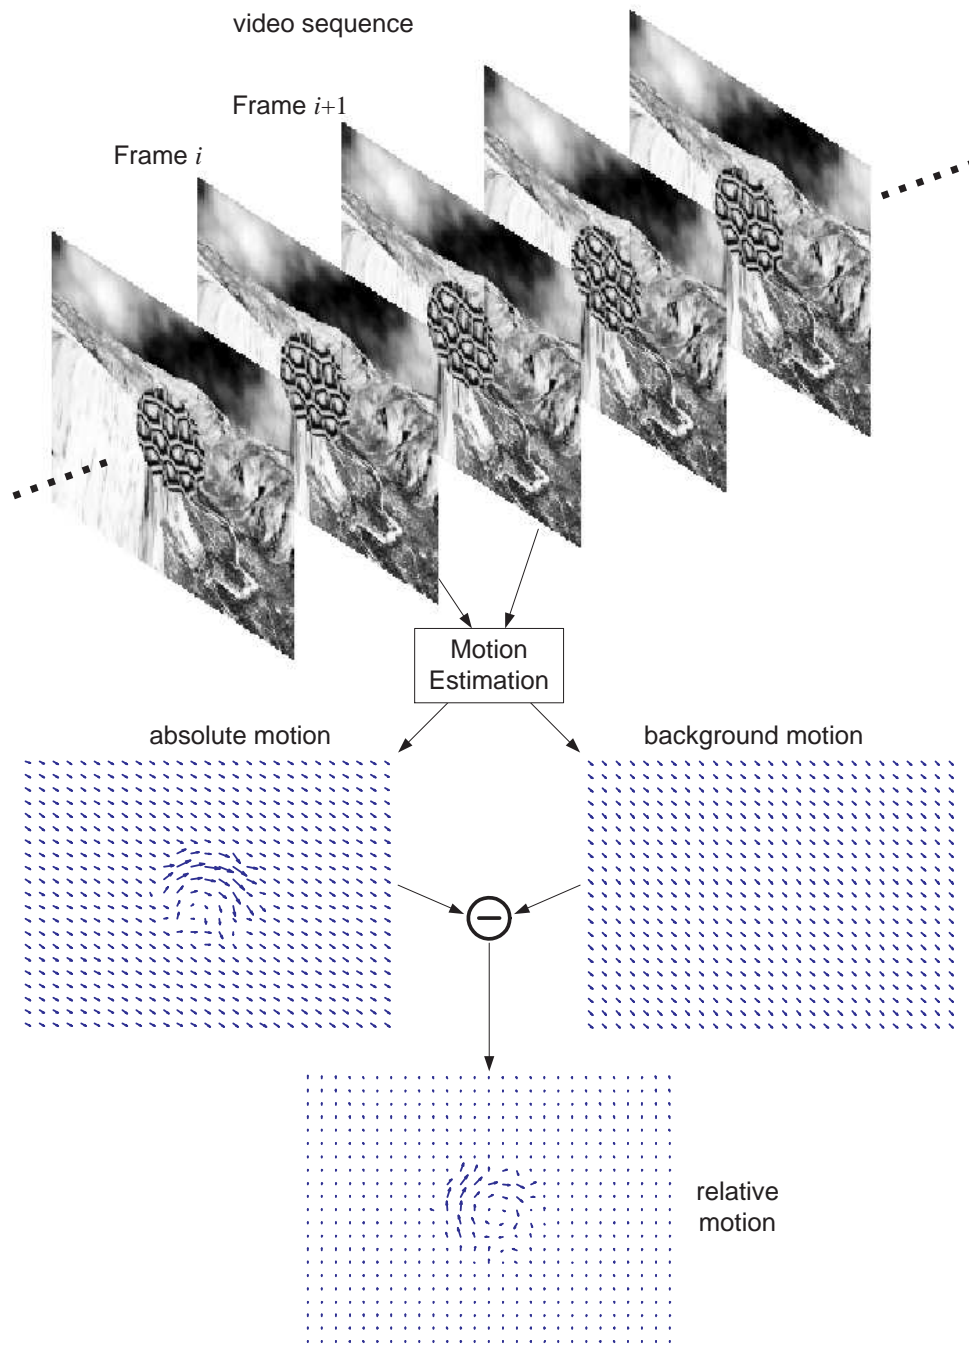 video sequence
Frame i+1
Frame i
Motion
Estimation
absolute motion
background motion
relative
motion